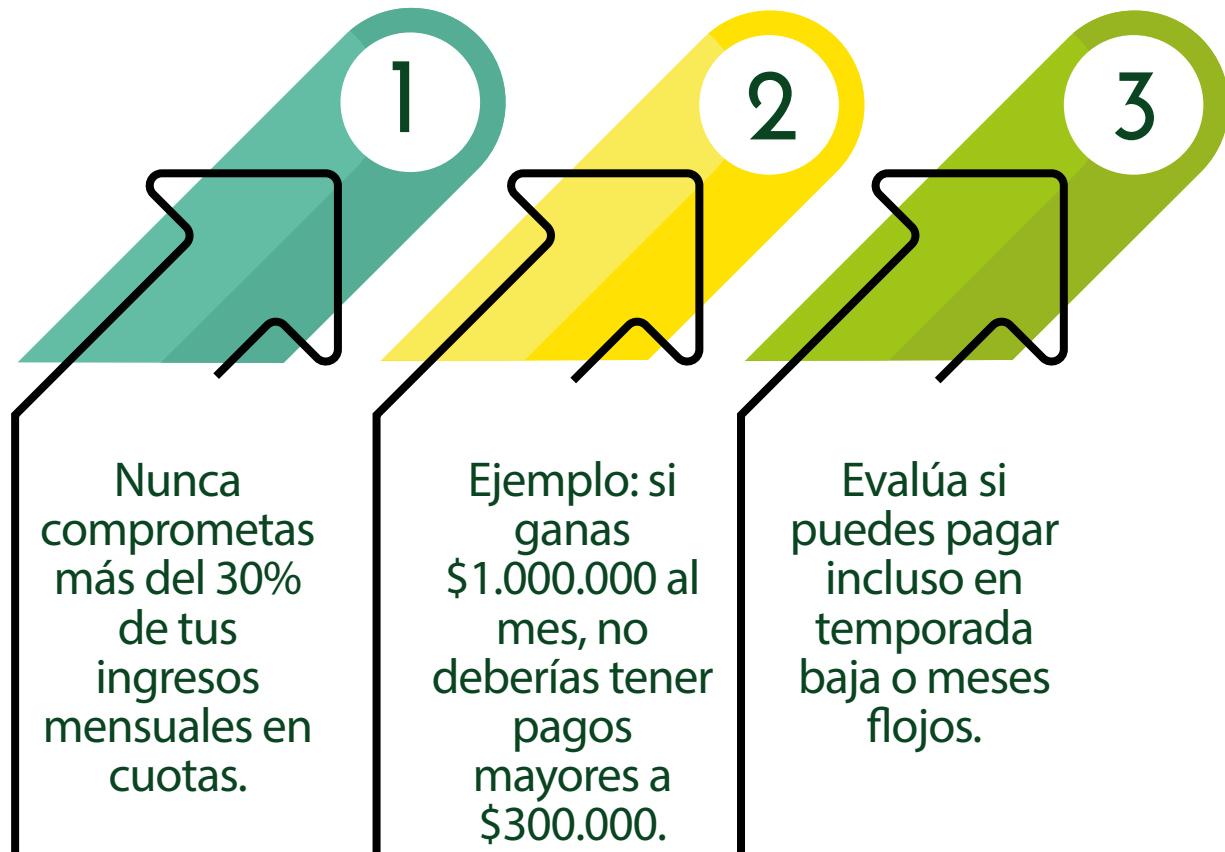 1
Nunca
comprometas
más del 30%
de tus
ingresos
mensuales en
cuotas.
2
Ejemplo: si
ganas
$1.000.000 al
mes, no
deberías tener
pagos
mayores a
$300.000.
3
Evalúa si
puedes pagar
incluso en
temporada
baja o meses
flojos.